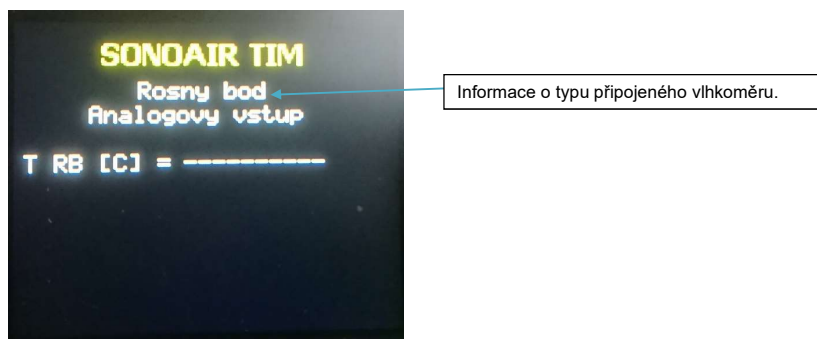 SONOAIR TIM
Rosny bod
Informace o typu připojeného vlhkoměru.
Analogovy vstup
T RB [C] = ----------